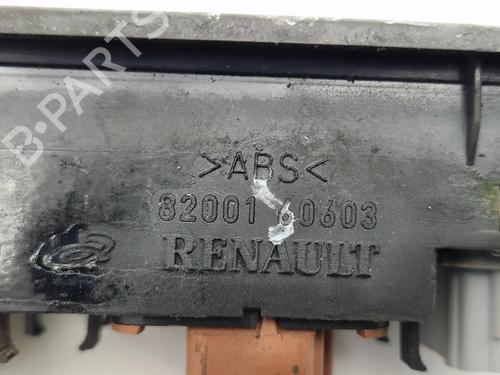 >ABS<
82001 60603
RENAULT
B-PARTS